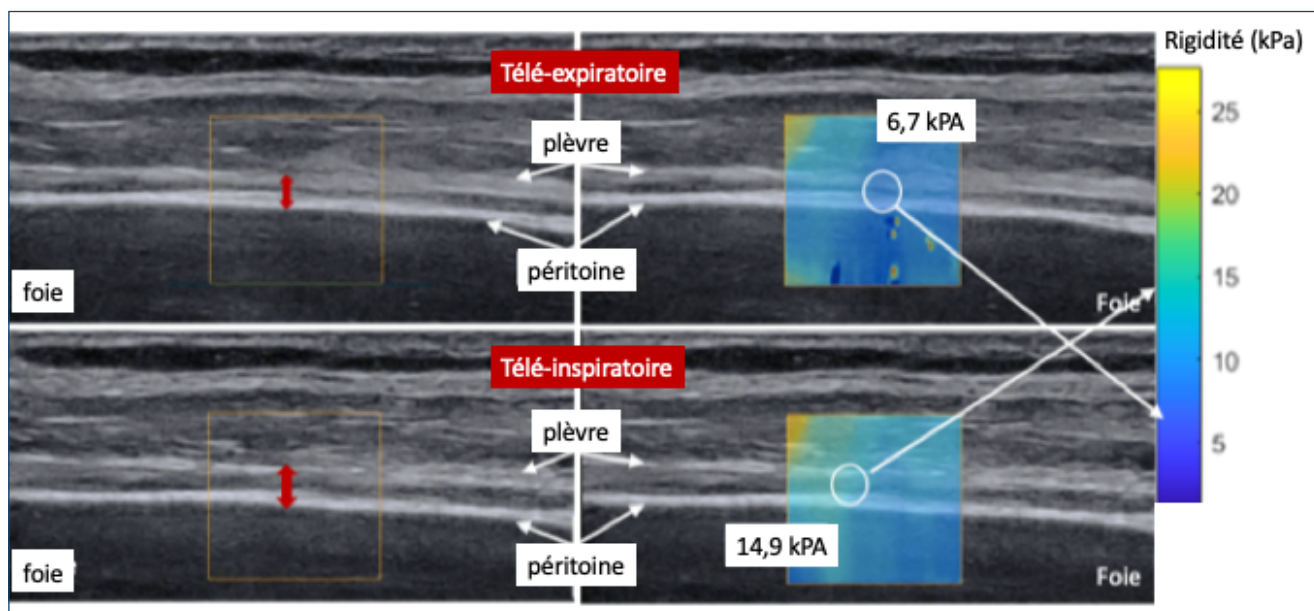 Rigidité (kPa)
Télé-expiratoire
6,7 kPA
plèvre
péritoine
foie
Foie
25
20
15
10
5
Télé-inspiratoire
plèvre
péritoine
14,9 kPA
foie
Foie